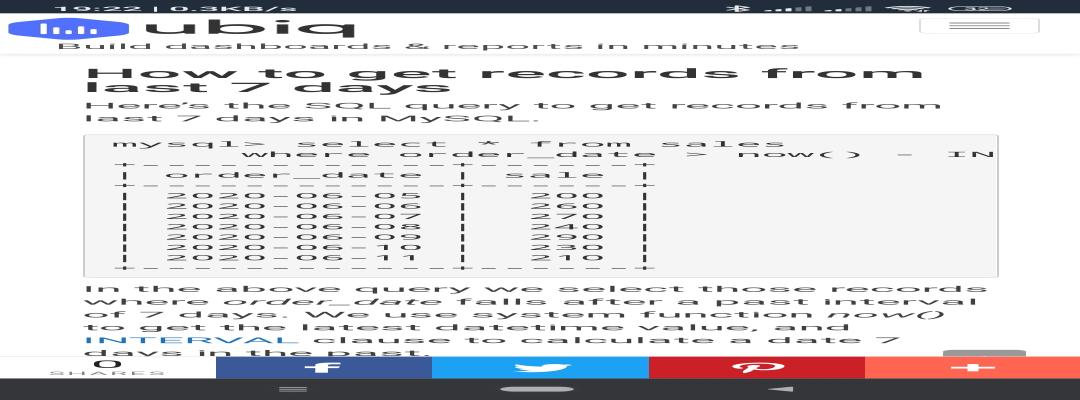 19:22 | 0.3KB/s
32
ubiq
Build dashboards & reports in minutes
How to get records from
last 7 days
Here's the SQL query to get records from
last 7 days in MySQL.
mysql> select * from sales
where order_date > now() - IN
+------------+------+
| order_date | sale |
+------------+------+
| 2020-06-05 | 200 |
| 2020-06-06 | 260 |
| 2020-06-07 | 270 |
| 2020-06-08 | 240 |
| 2020-06-09 | 290 |
| 2020-06-10 | 230 |
| 2020-06-11 | 210 |
+------------+------+
In the above query we select those records
where order_date falls after a past interval
of 7 days. We use system function now()
to get the latest datetime value, and
INTERVAL clause to calculate a date 7
days in the past.
0
SHARES